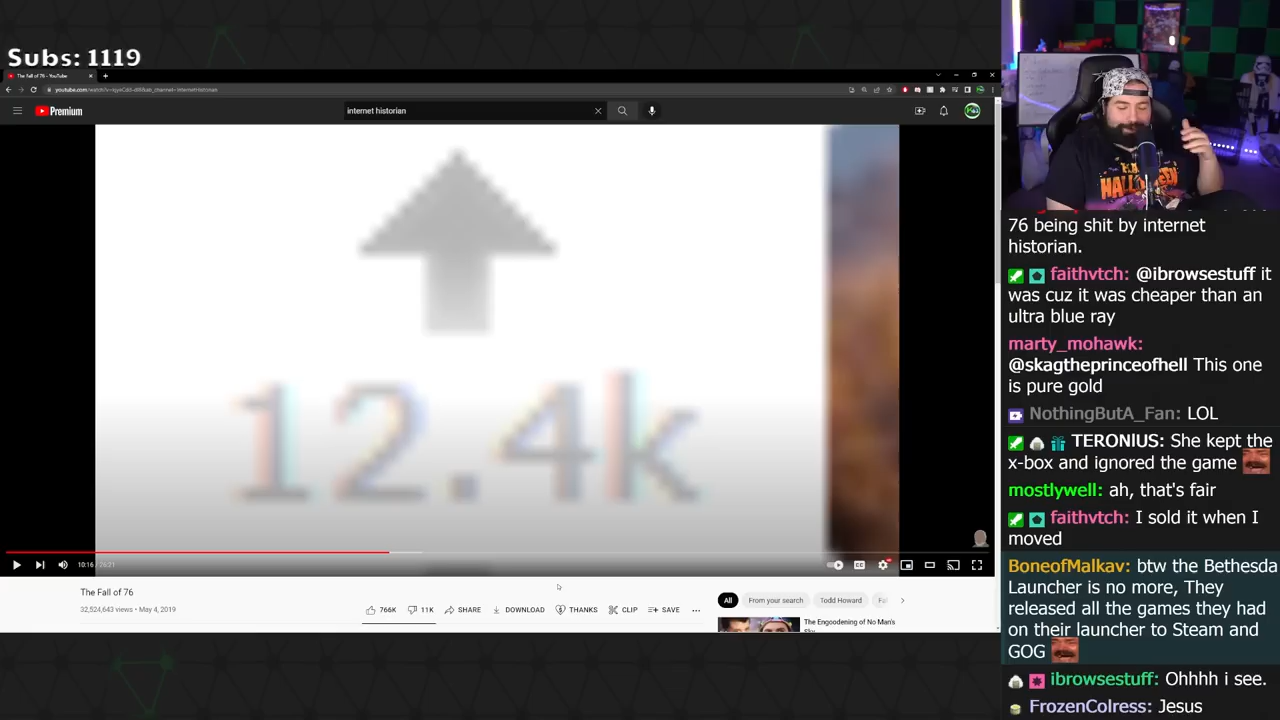 Subs: 1119
The Fall of 76 - YouTube
Premium
internet historian
12.4k
10:16 / 26:21
The Fall of 76
32,524,643 views • May 4, 2019
766K
11K
SHARE
DOWNLOAD
THANKS
CLIP
SAVE
All
From your search
Todd Howard
The Engoodening of No Man's
76 being shit by internet
historian.
faithvtch: @ibrowsestuff it
was cuz it was cheaper than an
ultra blue ray
marty_mohawk:
@skagtheprinceofhell This one
is pure gold
NothingButA_Fan: LOL
TERONIUS: She kept the
x-box and ignored the game
mostlywell: ah, that's fair
faithvtch: I sold it when I
moved
BoneofMalkav: btw the Bethesda
Launcher is no more, They
released all the games they had
on their launcher to Steam and
GOG
ibrowsestuff: Ohhhh i see.
FrozenColress: Jesus